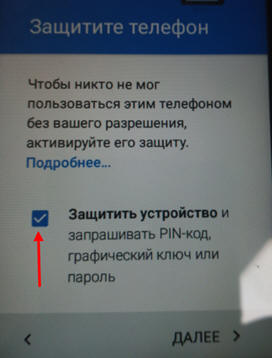 Защитите телефон
Чтобы никто не мог
пользоваться этим телефоном
без вашего разрешения,
активируйте его защиту.
Подробнее...
Защитить устройство и
запрашивать PIN-код,
графический ключ или
пароль
ДАЛЕЕ